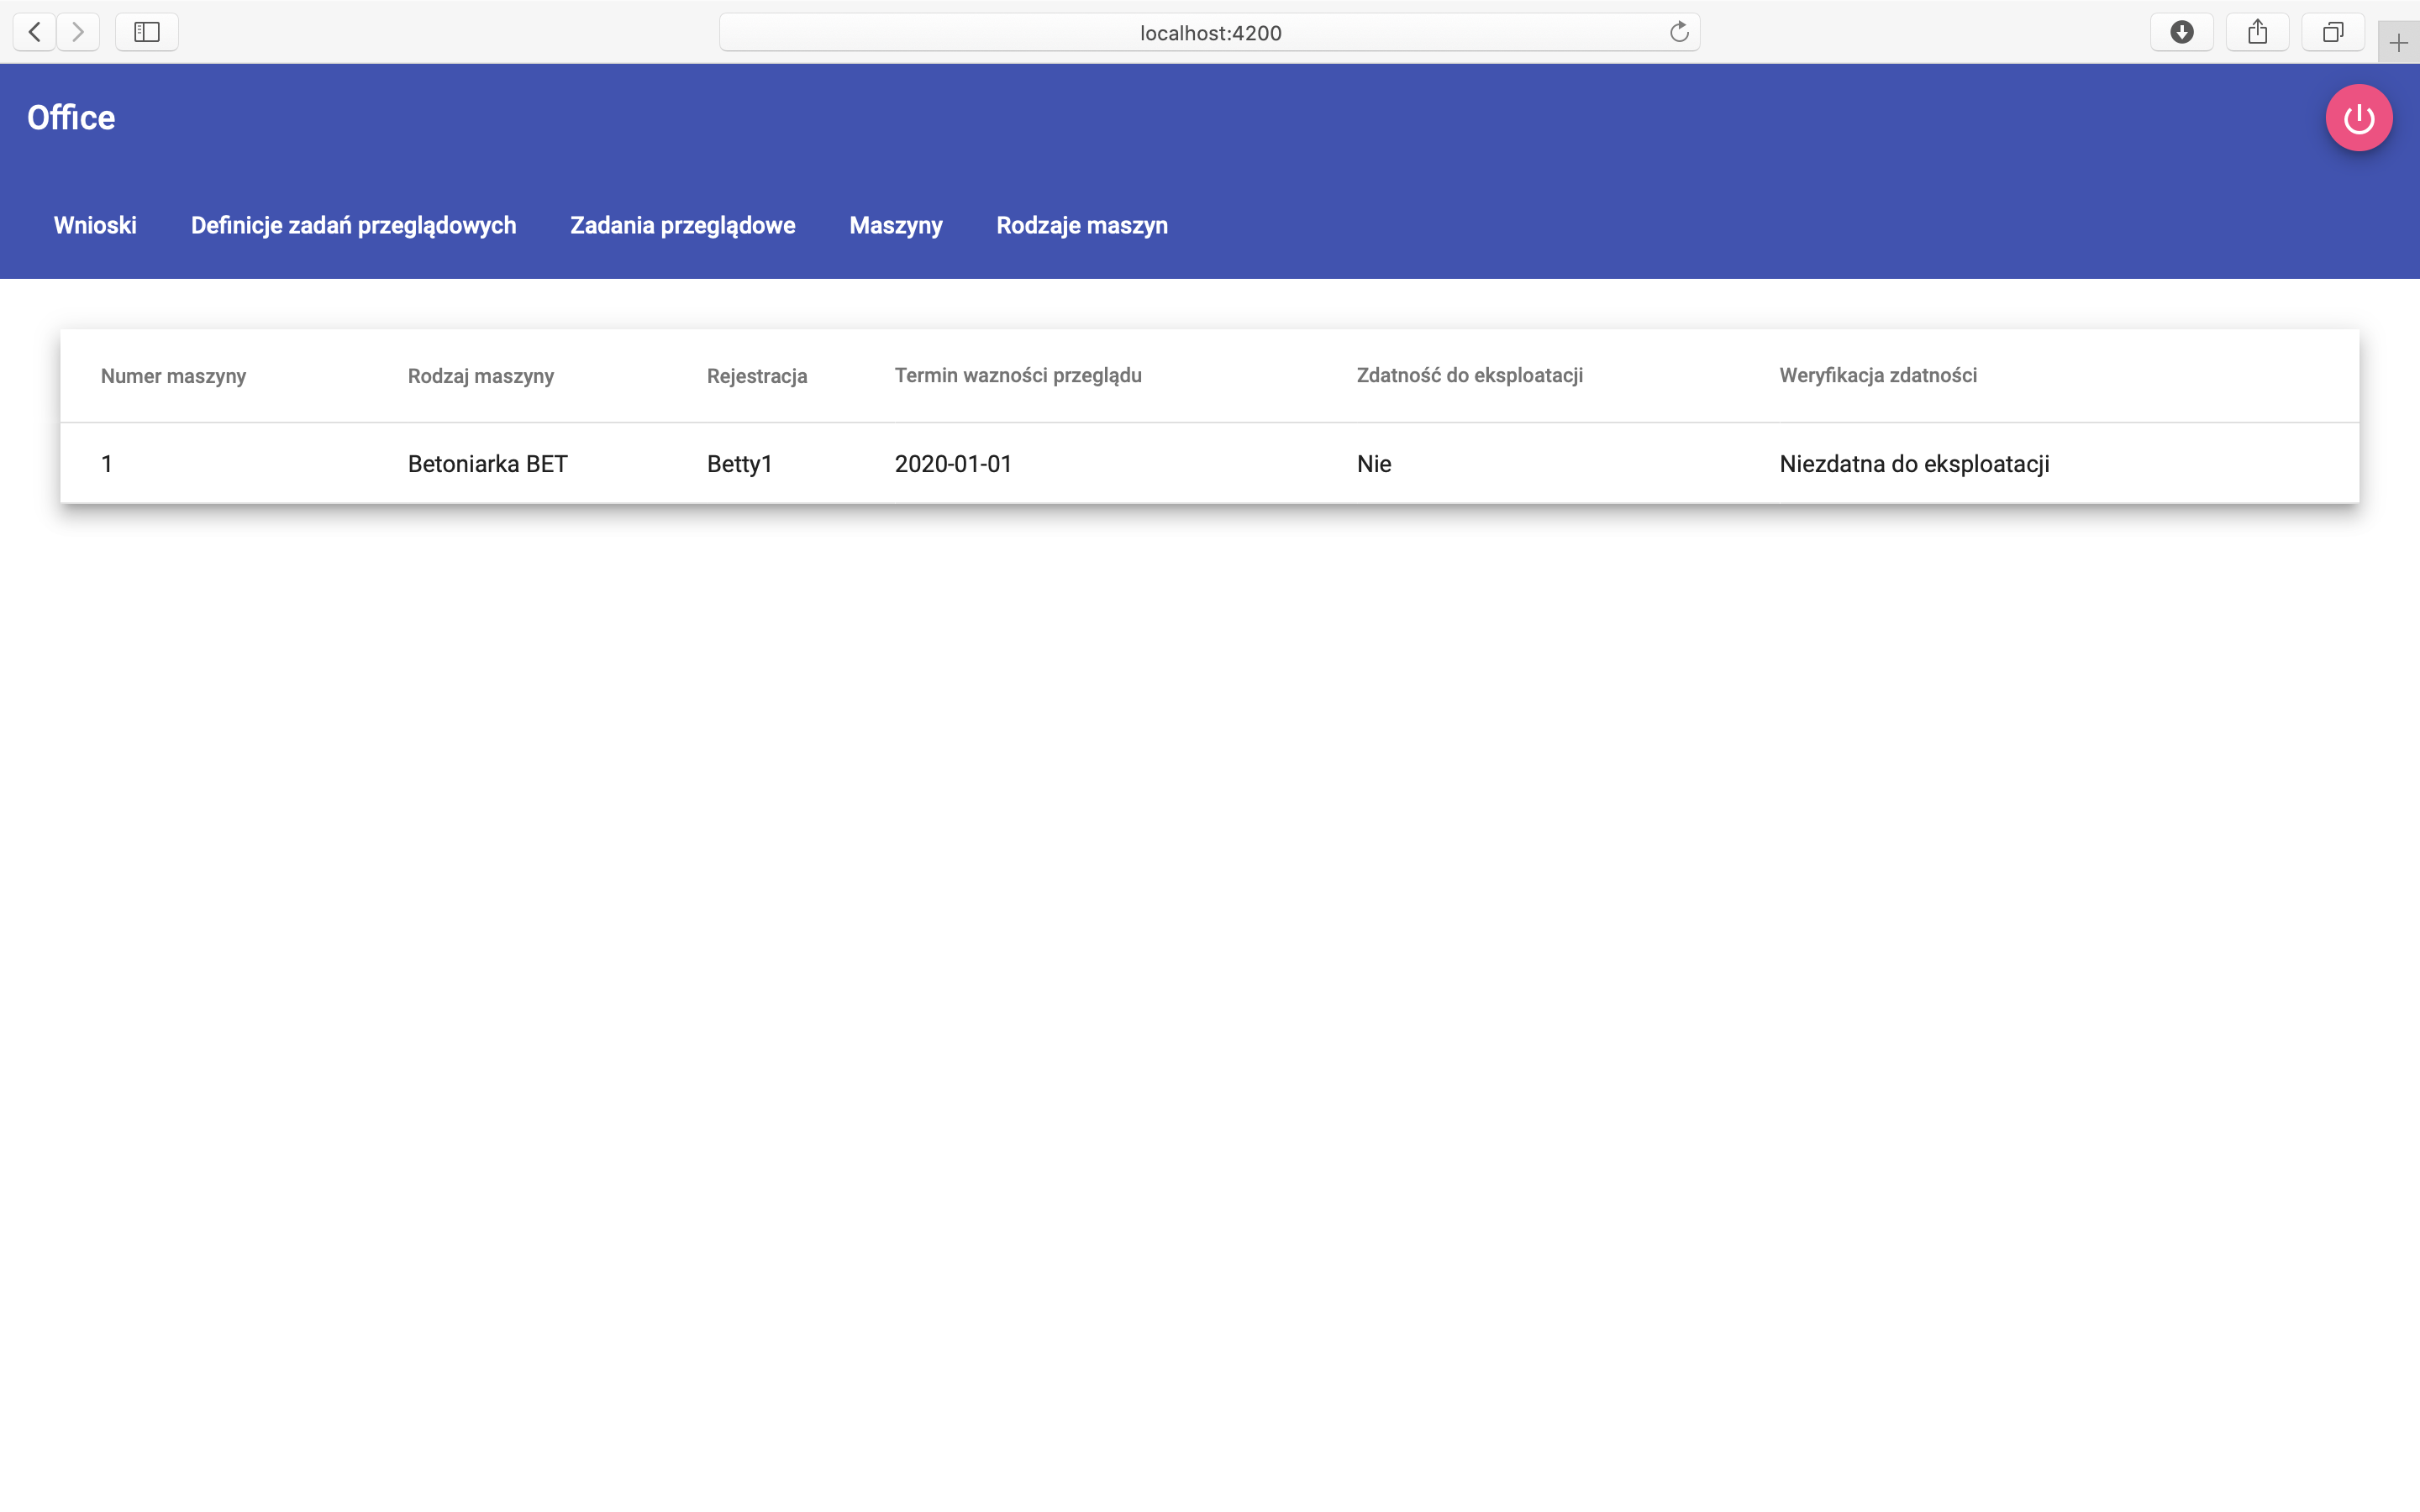 localhost:4200
Office
Wnioski Definicje zadań przeglądowych Zadania przeglądowe Maszyny Rodzaje maszyn
Numer maszyny Rodzaj maszyny Rejestracja Termin wazności przeglądu Zdatność do eksploatacji Weryfikacja zdatności
1 Betoniarka BET Betty1 2020-01-01 Nie Niezdatna do eksploatacji